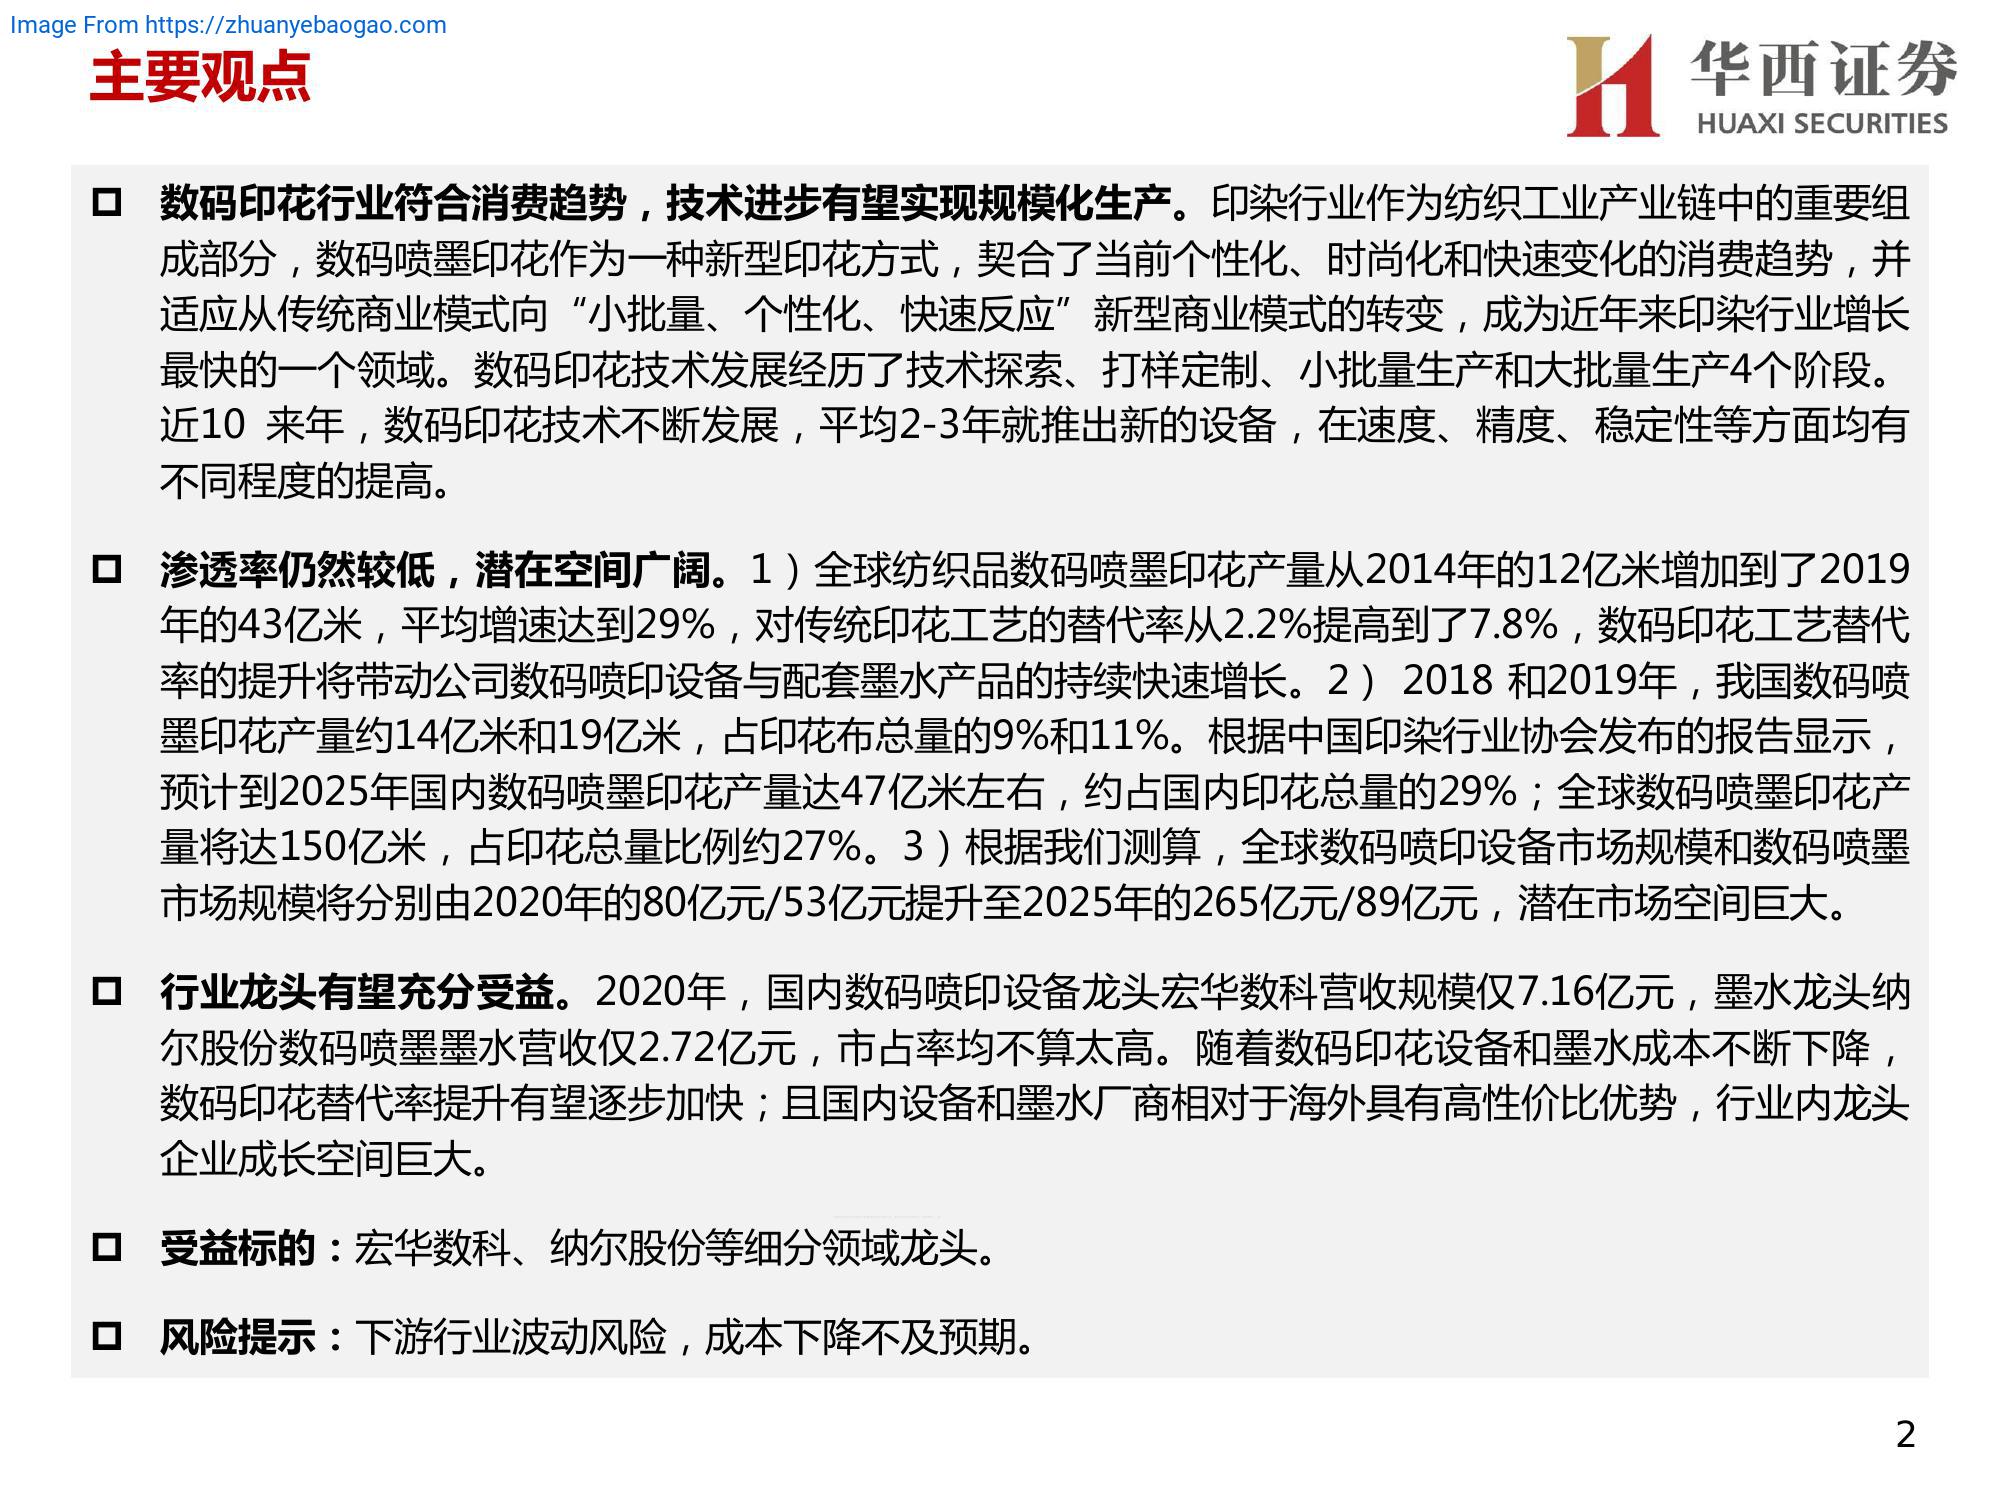 Image From https://zhuanyebaogao.com
主要观点
华西证券
HUAXI SECURITIES
数码印花行业符合消费趋势，技术进步有望实现规模化生产。印染行业作为纺织工业产业链中的重要组
成部分，数码喷墨印花作为一种新型印花方式，契合了当前个性化、时尚化和快速变化的消费趋势，并
适应从传统商业模式向“小批量、个性化、快速反应”新型商业模式的转变，成为近年来印染行业增长
最快的一个领域。数码印花技术发展经历了技术探索、打样定制、小批量生产和大批量生产4个阶段。
近10 来年，数码印花技术不断发展，平均2-3年就推出新的设备，在速度、精度、稳定性等方面均有
不同程度的提高。
渗透率仍然较低，潜在空间广阔。1）全球纺织品数码喷墨印花产量从2014年的12亿米增加到了2019
年的43亿米，平均增速达到29%，对传统印花工艺的替代率从2.2%提高到了7.8%，数码印花工艺替代
率的提升将带动公司数码喷印设备与配套墨水产品的持续快速增长。2） 2018 和2019年，我国数码喷
墨印花产量约14亿米和19亿米，占印花布总量的9%和11%。根据中国印染行业协会发布的报告显示，
预计到2025年国内数码喷墨印花产量达47亿米左右，约占国内印花总量的29%；全球数码喷墨印花产
量将达150亿米，占印花总量比例约27%。3）根据我们测算，全球数码喷印设备市场规模和数码喷墨
市场规模将分别由2020年的80亿元/53亿元提升至2025年的265亿元/89亿元，潜在市场空间巨大。
行业龙头有望充分受益。2020年，国内数码喷印设备龙头宏华数科营收规模仅7.16亿元，墨水龙头纳
尔股份数码喷墨墨水营收仅2.72亿元，市占率均不算太高。随着数码印花设备和墨水成本不断下降，
数码印花替代率提升有望逐步加快；且国内设备和墨水厂商相对于海外具有高性价比优势，行业内龙头
企业成长空间巨大。
受益标的：宏华数科、纳尔股份等细分领域龙头。
风险提示：下游行业波动风险，成本下降不及预期。
2